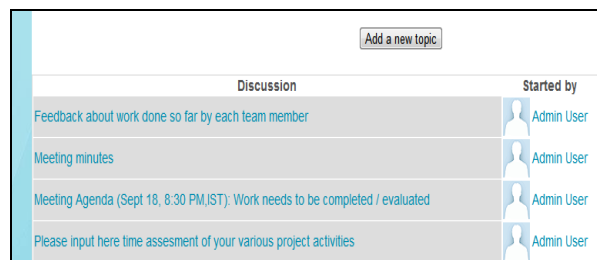 Add a new topic
Discussion Started by
Feedback about work done so far by each team member Admin User
Meeting minutes Admin User
Meeting Agenda (Sept 18, 8:30 PM,IST): Work needs to be completed / evaluated Admin User
Please input here time assesment of your various project activities Admin User